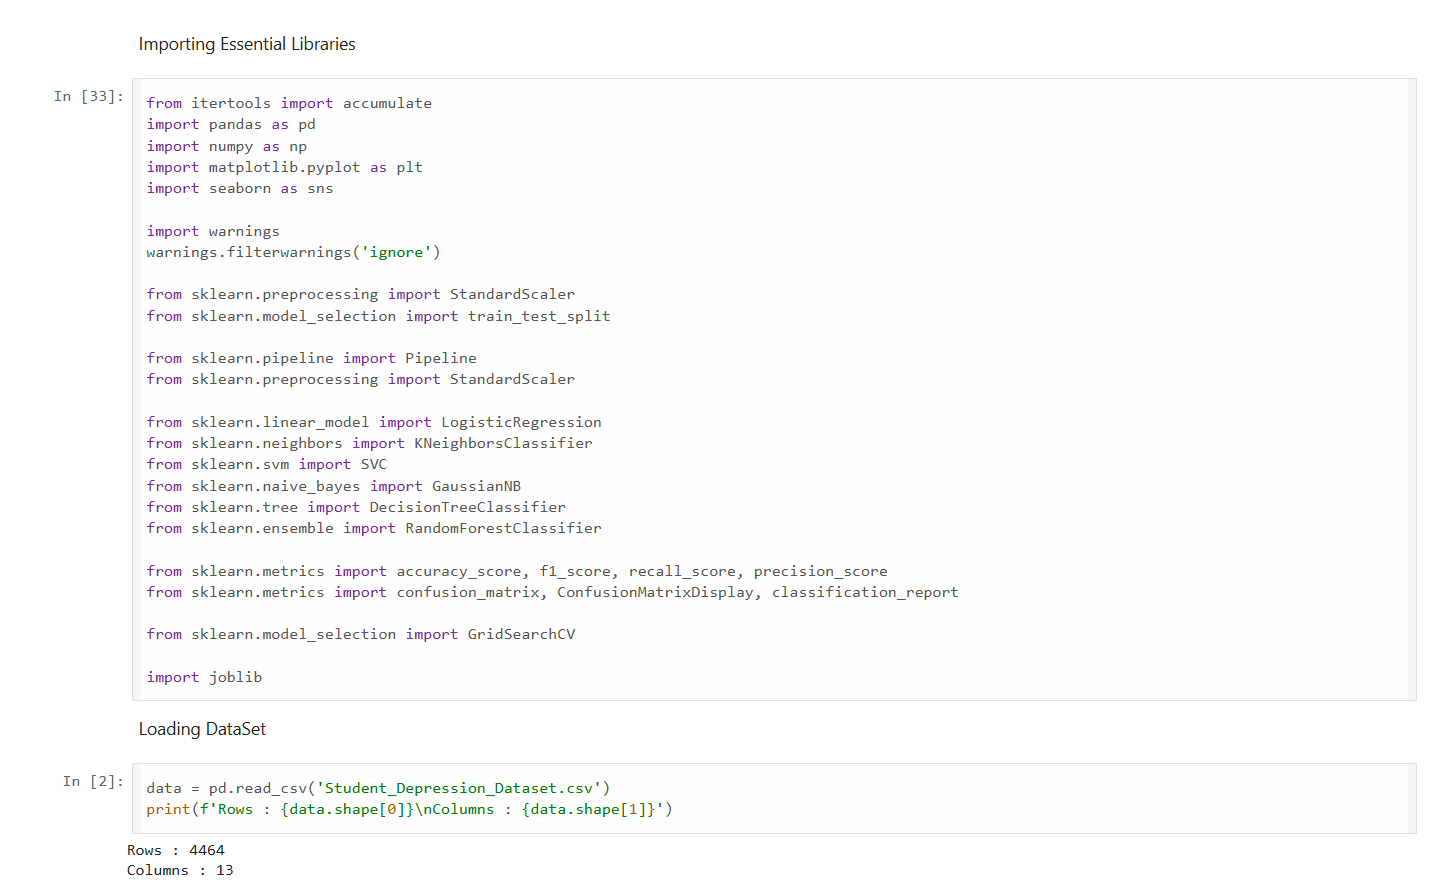 Importing Essential Libraries
In [33]:
from itertools import accumulate
import pandas as pd
import numpy as np
import matplotlib.pyplot as plt
import seaborn as sns
import warnings
warnings.filterwarnings('ignore')
from sklearn.preprocessing import StandardScaler
from sklearn.model_selection import train_test_split
from sklearn.pipeline import Pipeline
from sklearn.preprocessing import StandardScaler
from sklearn.linear_model import LogisticRegression
from sklearn.neighbors import KNeighborsClassifier
from sklearn.svm import SVC
from sklearn.naive_bayes import GaussianNB
from sklearn.tree import DecisionTreeClassifier
from sklearn.ensemble import RandomForestClassifier
from sklearn.metrics import accuracy_score, f1_score, recall_score, precision_score
from sklearn.metrics import confusion_matrix, ConfusionMatrixDisplay, classification_report
from sklearn.model_selection import GridSearchCV
import joblib
Loading DataSet
In [2]:
data = pd.read_csv('Student_Depression_Dataset.csv')
print(f'Rows : {data.shape[0]}\nColumns : {data.shape[1]}')
Rows : 4464
Columns : 13